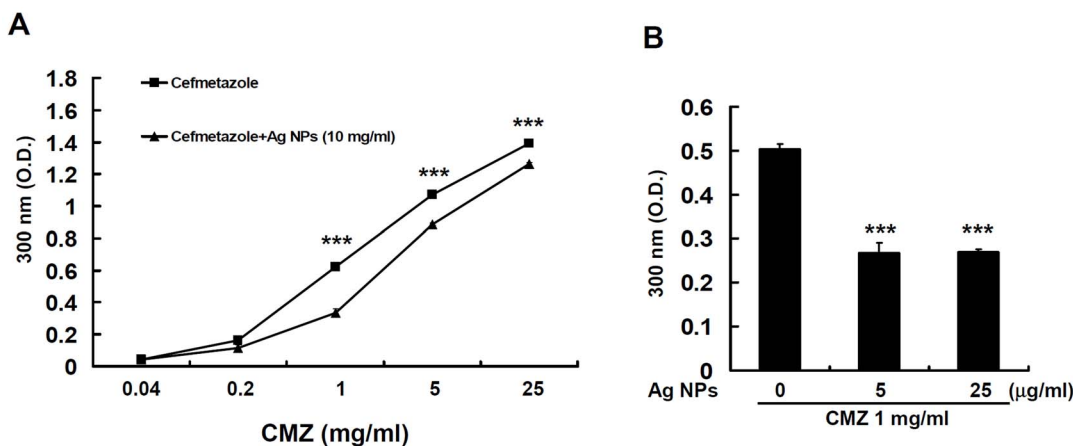 A
1.8
1.6
1.4
1.2
1
0.8
0.6
0.4
0.2
0
300 nm (O.D.)
Cefmetazole
Cefmetazole+Ag NPs (10 mg/ml)
***
***
***
0.04 0.2 1 5 25
CMZ (mg/ml)
B
0.6
0.5
0.4
0.3
0.2
0.1
0
300 nm (O.D.)
*** ***
Ag NPs 0 5 25 (μg/ml)
CMZ 1 mg/ml